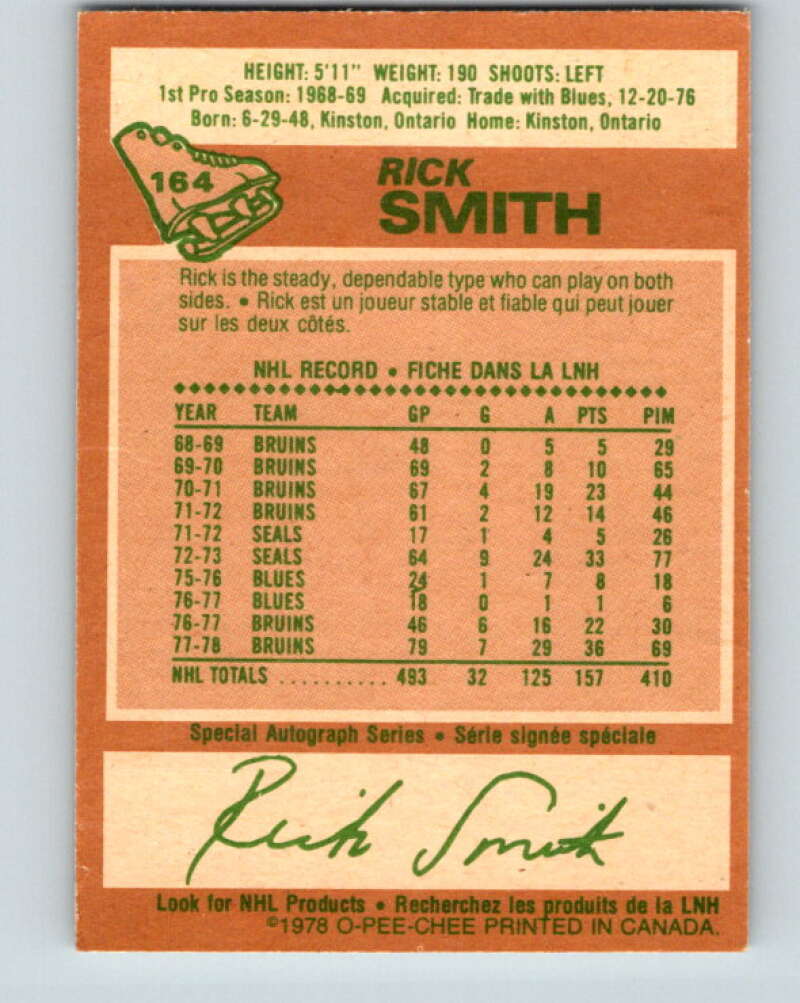 HEIGHT: 5'11" WEIGHT: 190 SHOOTS: LEFT
1st Pro Season: 1968-69 Acquired: Trade with Blues, 12-20-76
Born: 6-29-48, Kinston, Ontario Home: Kinston, Ontario
164
RICK
SMITH
Rick is the steady, dependable type who can play on both
sides. • Rick est un joueur stable et fiable qui peut jouer
sur les deux côtés.
NHL RECORD • FICHE DANS LA LNH
YEAR TEAM GP G A PTS PIM
68-69 BRUINS 48 0 5 5 29
69-70 BRUINS 69 2 8 10 65
70-71 BRUINS 67 4 19 23 44
71-72 BRUINS 61 2 12 14 46
71-72 SEALS 17 1 4 5 26
72-73 SEALS 64 9 24 33 77
75-76 BLUES 24 1 7 8 18
76-77 BLUES 18 0 1 1 6
76-77 BRUINS 46 6 16 22 30
77-78 BRUINS 79 7 29 36 69
NHL TOTALS .......... 493 32 125 157 410
Special Autograph Series • Série signée spéciale
Rick Smith
Look for NHL Products • Recherchez les produits de la LNH
©1978 O-PEE-CHEE PRINTED IN CANADA.